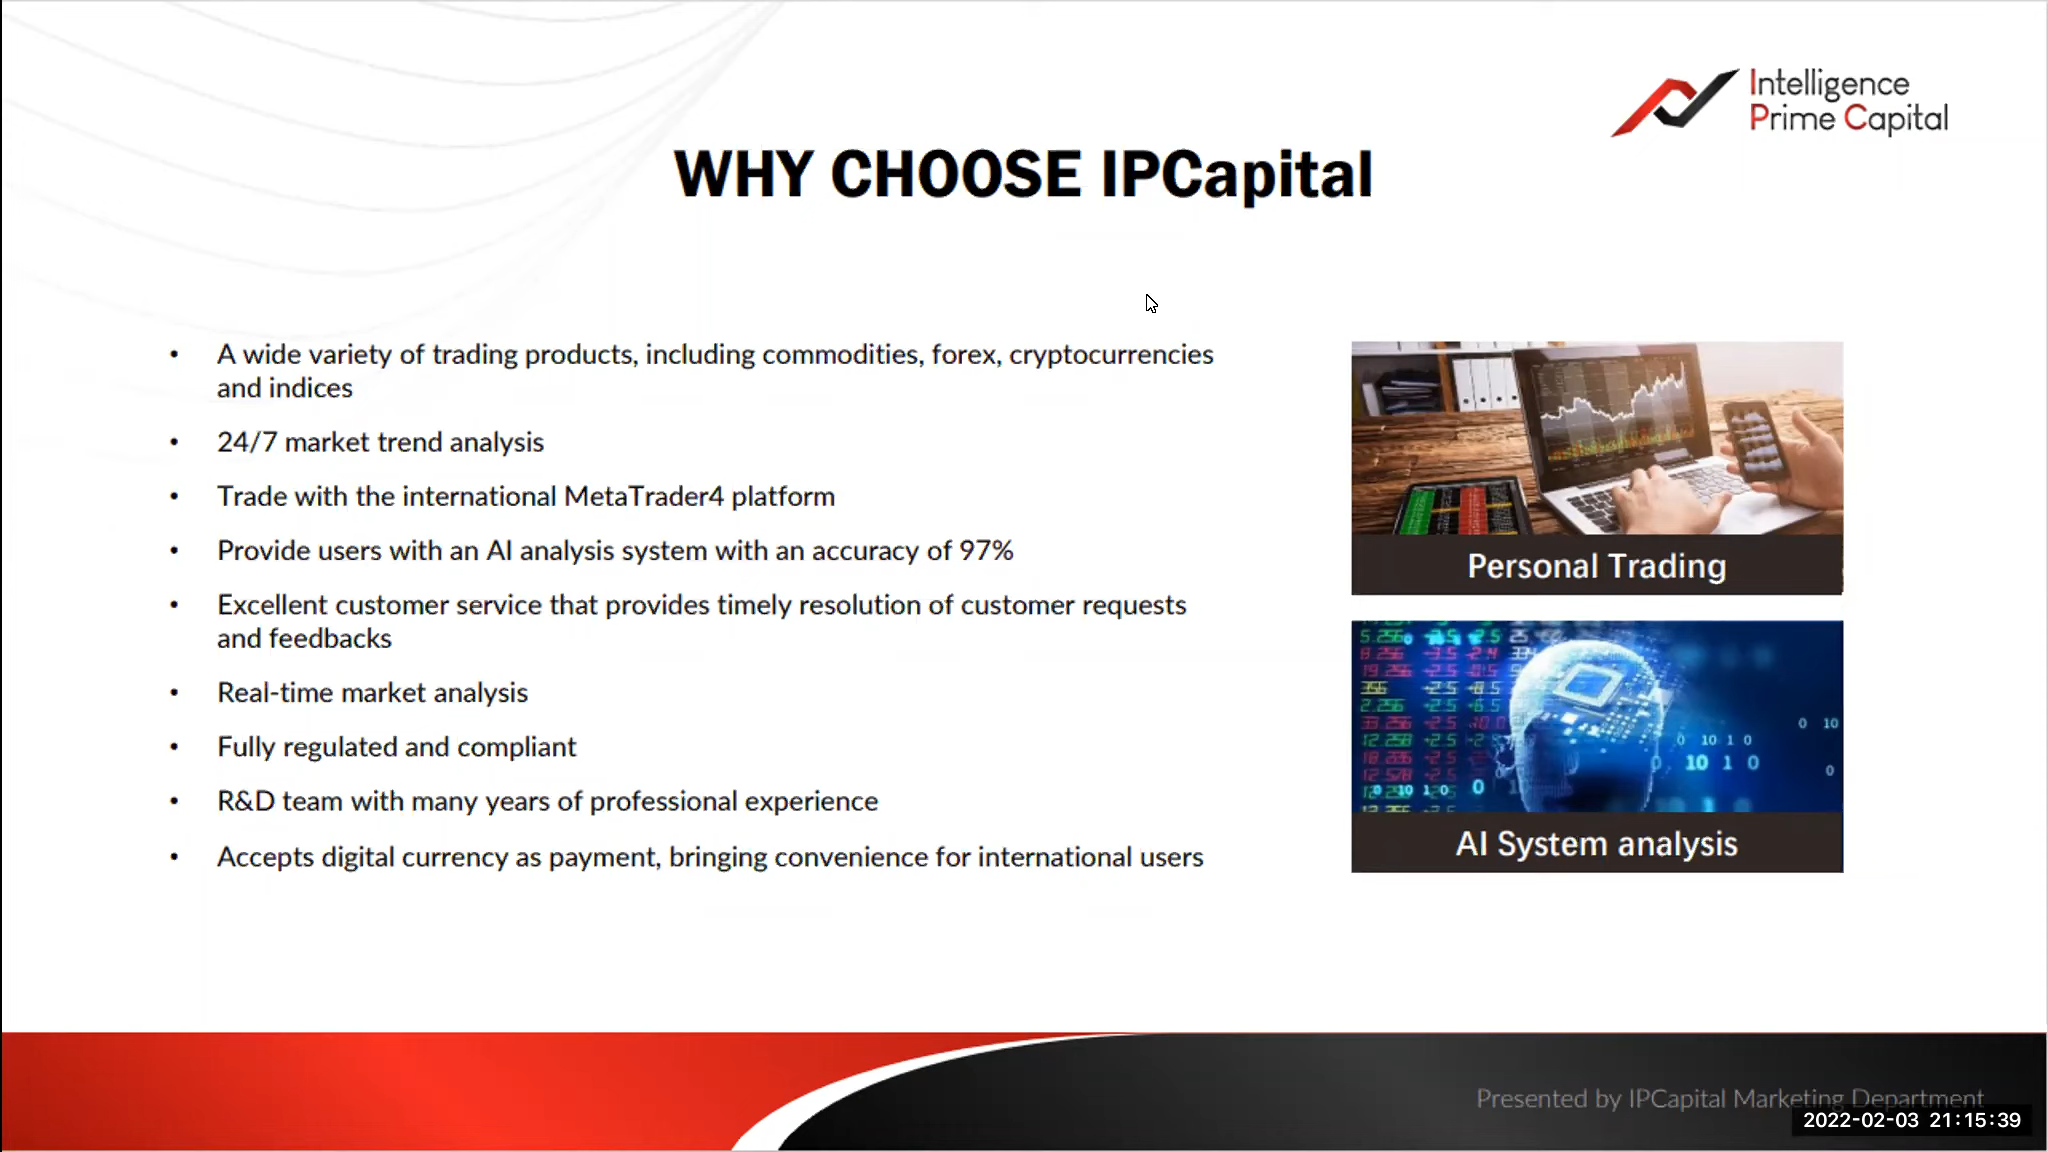 Intelligence
Prime Capital
WHY CHOOSE IPCapital
• A wide variety of trading products, including commodities, forex, cryptocurrencies
and indices
• 24/7 market trend analysis
• Trade with the international MetaTrader4 platform
• Provide users with an AI analysis system with an accuracy of 97%
• Excellent customer service that provides timely resolution of customer requests
and feedbacks
• Real-time market analysis
• Fully regulated and compliant
• R&D team with many years of professional experience
• Accepts digital currency as payment, bringing convenience for international users
Personal Trading
AI System analysis
Presented by IPCapital Marketing Department
2022-02-03 21:15:39